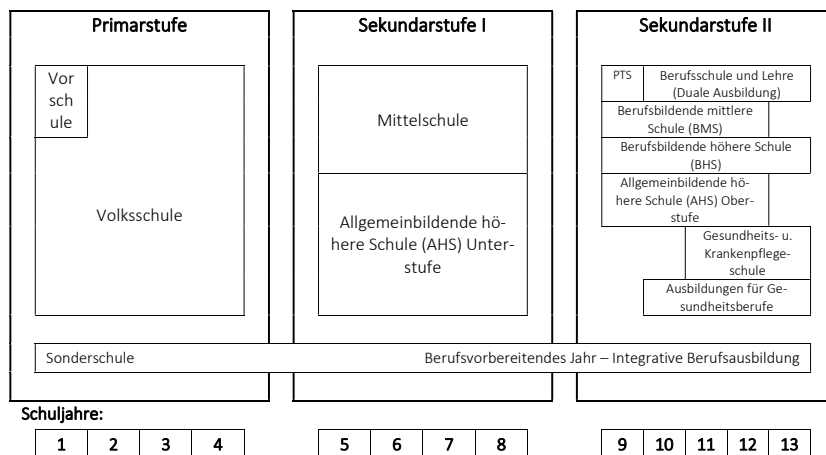 Primarstufe
Vor
sch
ule
Volksschule
Sekundarstufe I
Mittelschule
Allgemeinbildende hö-
here Schule (AHS) Unter-
stufe
Sekundarstufe II
PTS
Berufsschule und Lehre
(Duale Ausbildung)
Berufsbildende mittlere
Schule (BMS)
Berufsbildende höhere Schule
(BHS)
Allgemeinbildende hö-
here Schule (AHS) Ober-
stufe
Gesundheits- u.
Krankenpflege-
schule
Ausbildungen für Ge-
sundheitsberufe
Sonderschule
Berufsvorbereitendes Jahr – Integrative Berufsausbildung
Schuljahre:
1 2 3 4 5 6 7 8 9 10 11 12 13